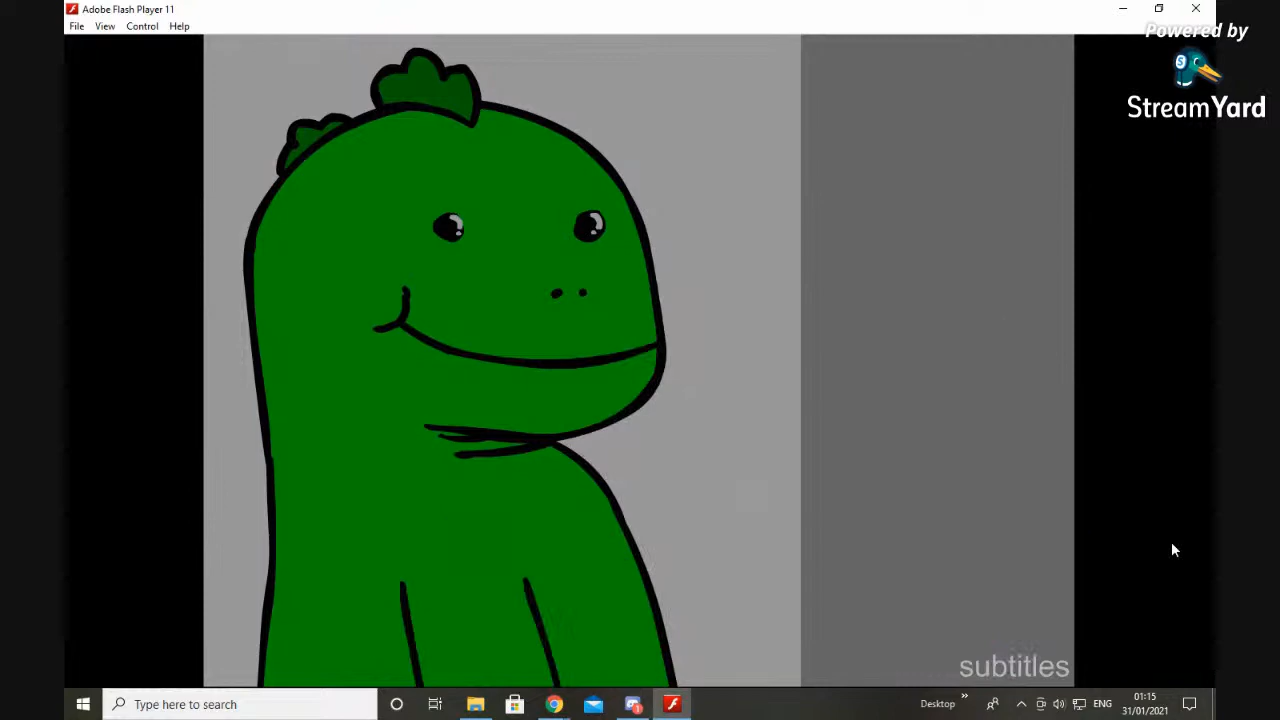 Adobe Flash Player 11
File View Control Help
Powered by
S
StreamYard
subtitles
Type here to search
Desktop
»
1
ENG
01:15
31/01/2021